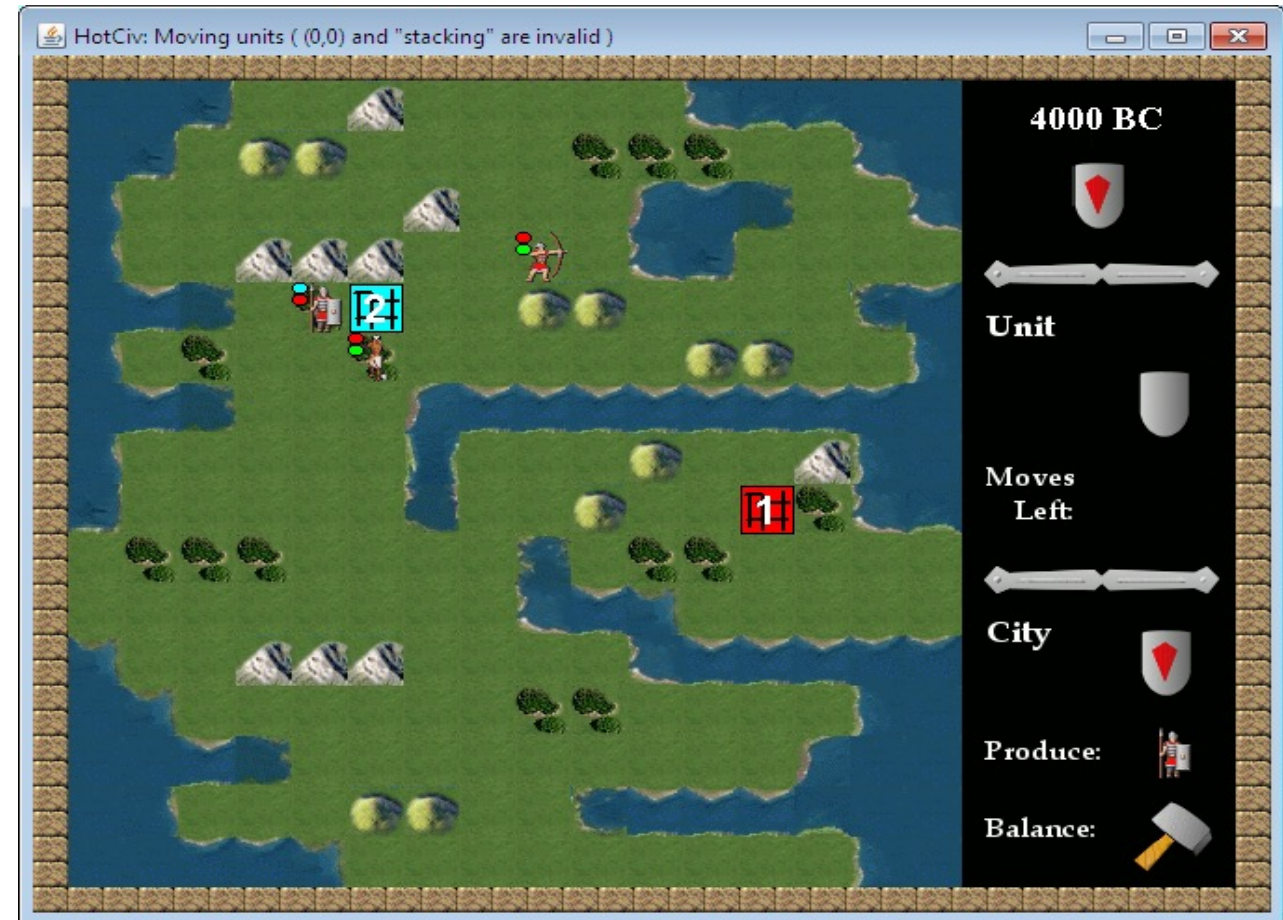 HotCiv: Moving units ( (0,0) and "stacking" are invalid )
4000 BC
Unit
2
Moves
Left:
1
City
Produce:
Balance: